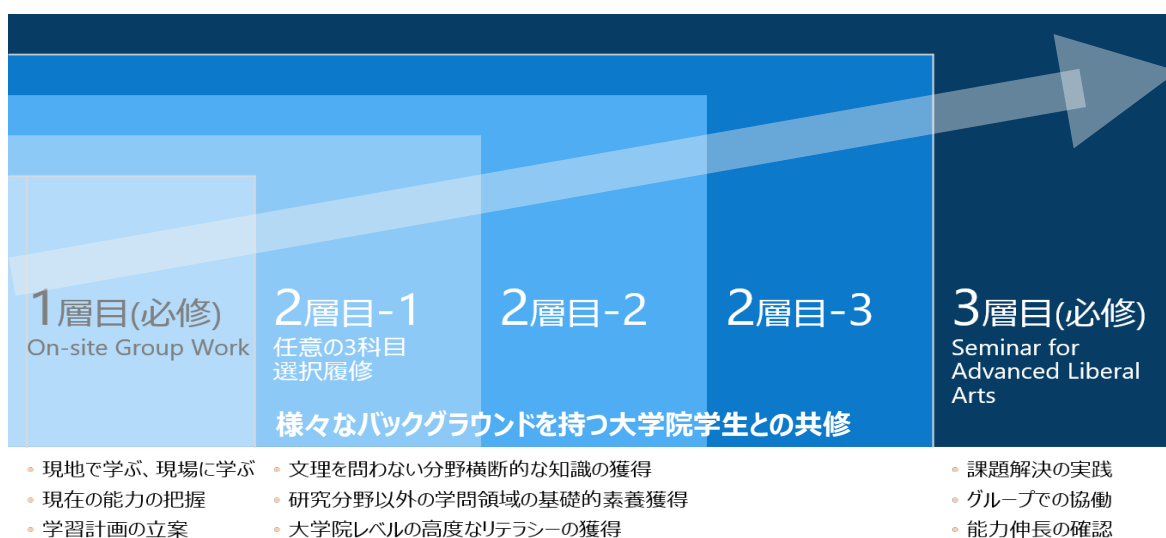 1層目(必修)
On-site Group Work
2層目-1
任意の3科目
選択履修
2層目-2
2層目-3
3層目(必修)
Seminar for
Advanced Liberal
Arts
様々なバックグラウンドを持つ大学院学生との共修
• 現地で学ぶ、現場に学ぶ
• 現在の能力の把握
• 学習計画の立案
• 文理を問わない分野横断的な知識の獲得
• 研究分野以外の学問領域の基礎的素養獲得
• 大学院レベルの高度なリテラシーの獲得
• 課題解決の実践
• グループでの協働
• 能力伸長の確認